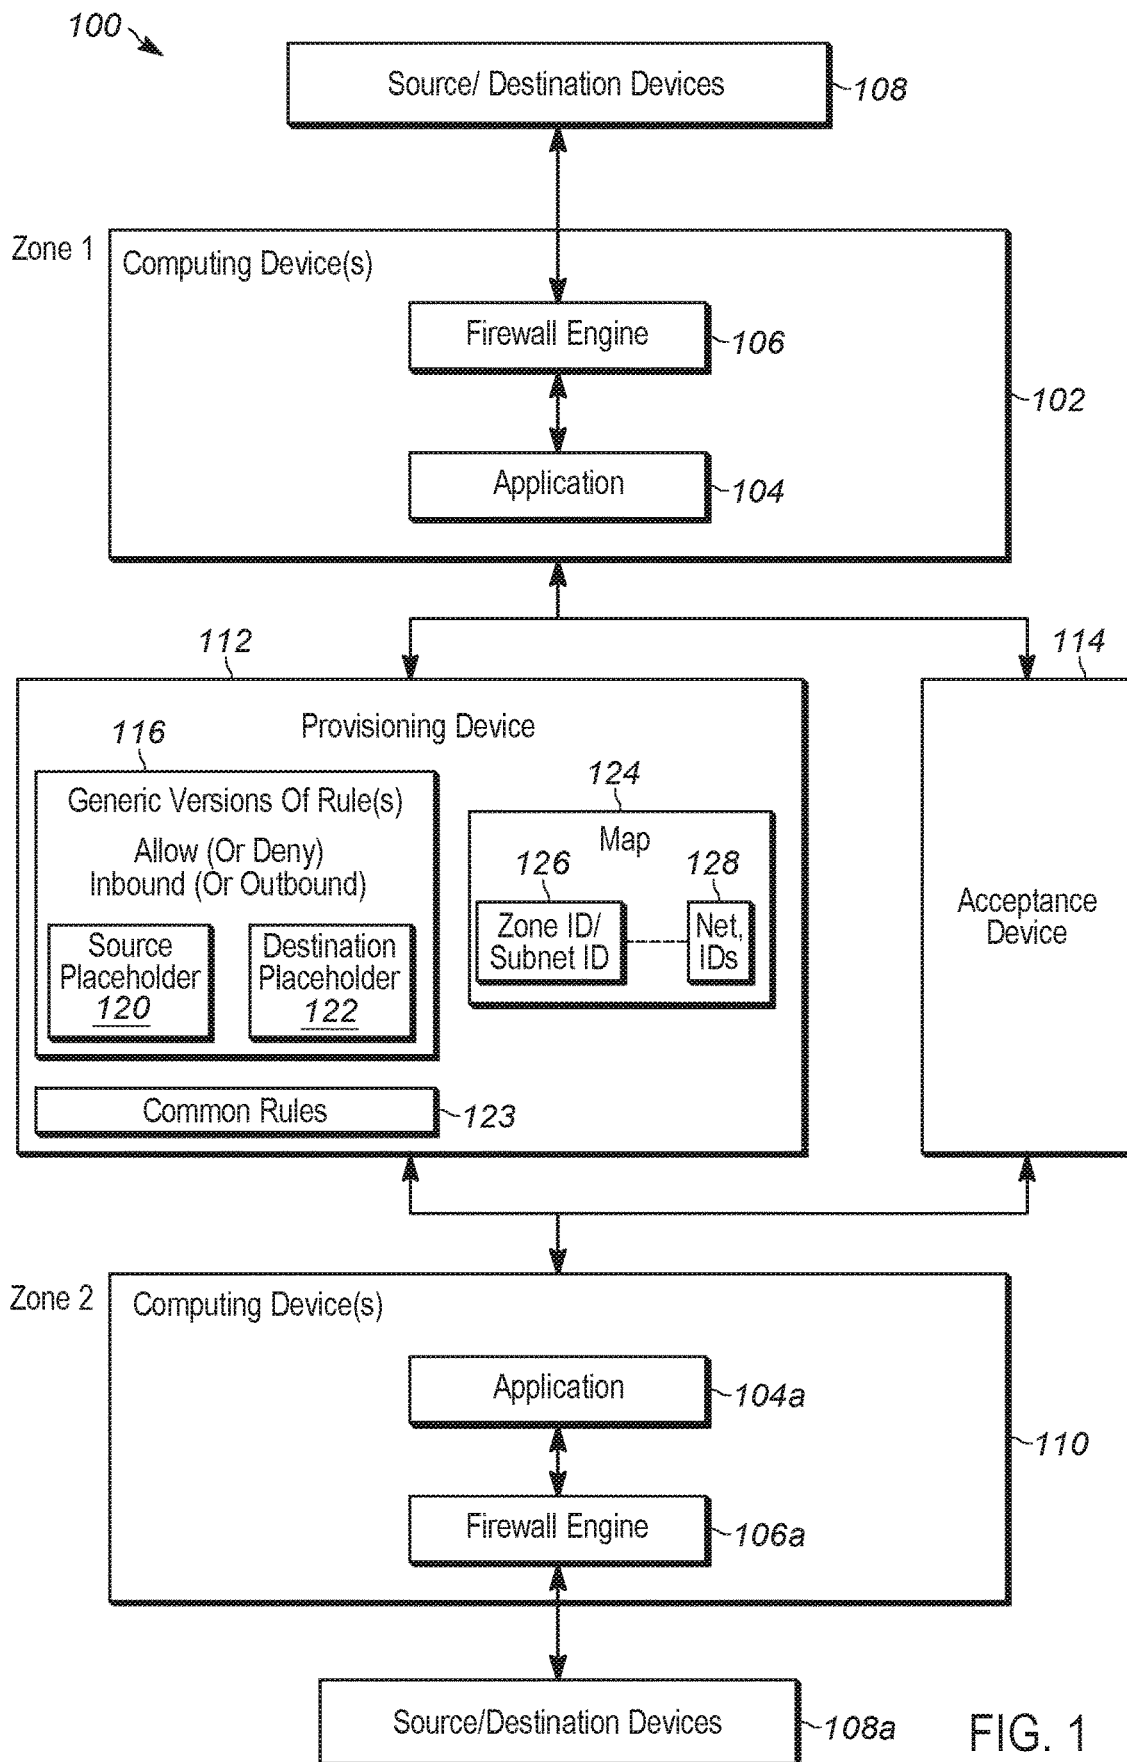 100
Source/ Destination Devices
108
Zone 1
Computing Device(s)
Firewall Engine
106
102
Application
104
112
114
Provisioning Device
116
Generic Versions Of Rule(s)
Allow (Or Deny)
Inbound (Or Outbound)
Source
Placeholder
120
Destination
Placeholder
122
124
Map
126
Zone ID/
Subnet ID
128
Net,
IDs
Acceptance
Device
Common Rules
123
Zone 2
Computing Device(s)
Application
104a
110
Firewall Engine
106a
Source/Destination Devices
108a
FIG. 1